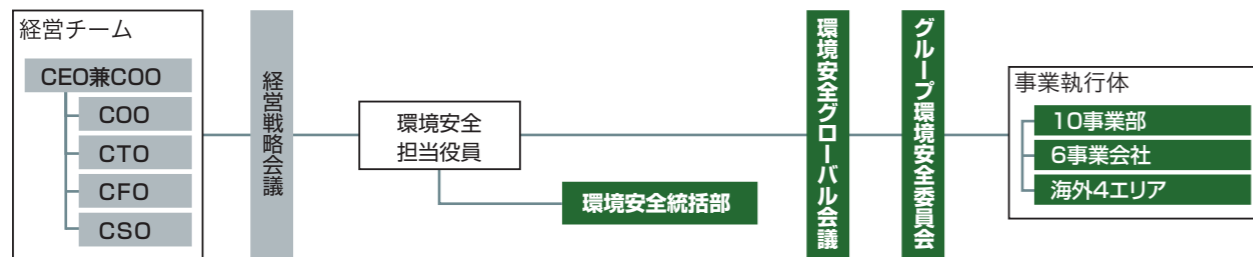 経営チーム
CEO兼COO
COO
CTO
CFO
CSO
経営戦略会議
環境安全
担当役員
環境安全統括部
環境安全グローバル会議
グループ環境安全委員会
事業執行体
10事業部
6事業会社
海外4エリア